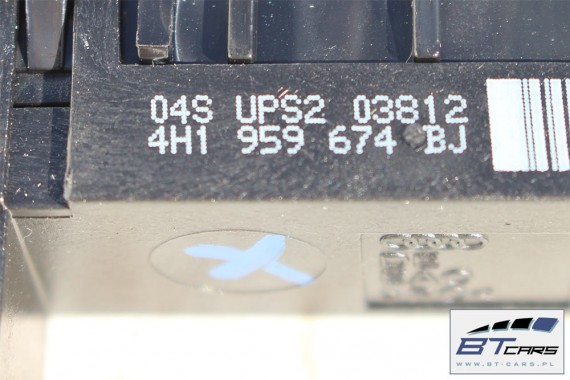 04S UPS2 03812
4H1 959 674 BJ
BTcars
WWW.BT-CARS.PL